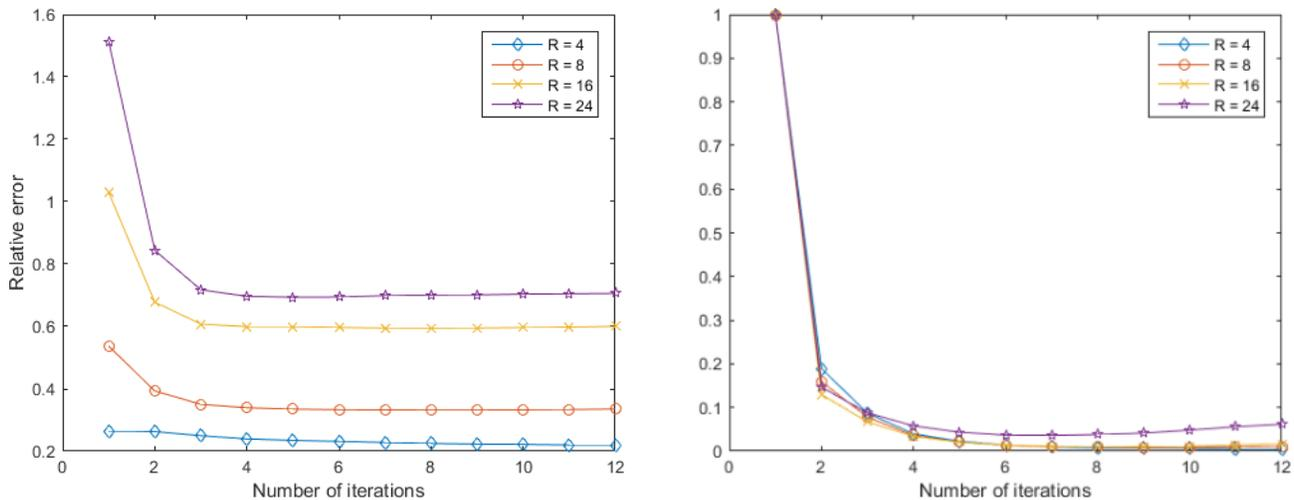 1.6
1.4
1.2
1
0.8
0.6
0.4
0.2
0 2 4 6 8 10 12
Relative error
Number of iterations
R = 4
R = 8
R = 16
R = 24
1
0.9
0.8
0.7
0.6
0.5
0.4
0.3
0.2
0.1
0
0 2 4 6 8 10 12
Number of iterations
R = 4
R = 8
R = 16
R = 24